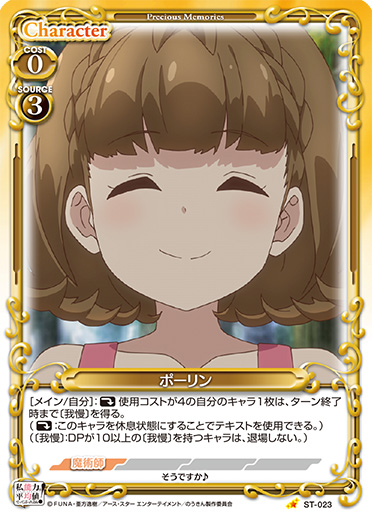 Precious Memories
Character
COST
0
SOURCE
3
ポーリン
[メイン/自分]:使用コストが4の自分のキャラ1枚は、ターン終了
時まで〔我慢〕を得る。
(:このキャラを休息状態にすることでテキストを使用できる。)
(〔我慢〕:DPが10以上の〔我慢〕を持つキャラは、退場しない。)
魔術師
そうですか♪
私、能力は
平均値
©FUNA・亜方逸樹/アース・スター エンターテイメント/のうきん製作委員会
ST-023